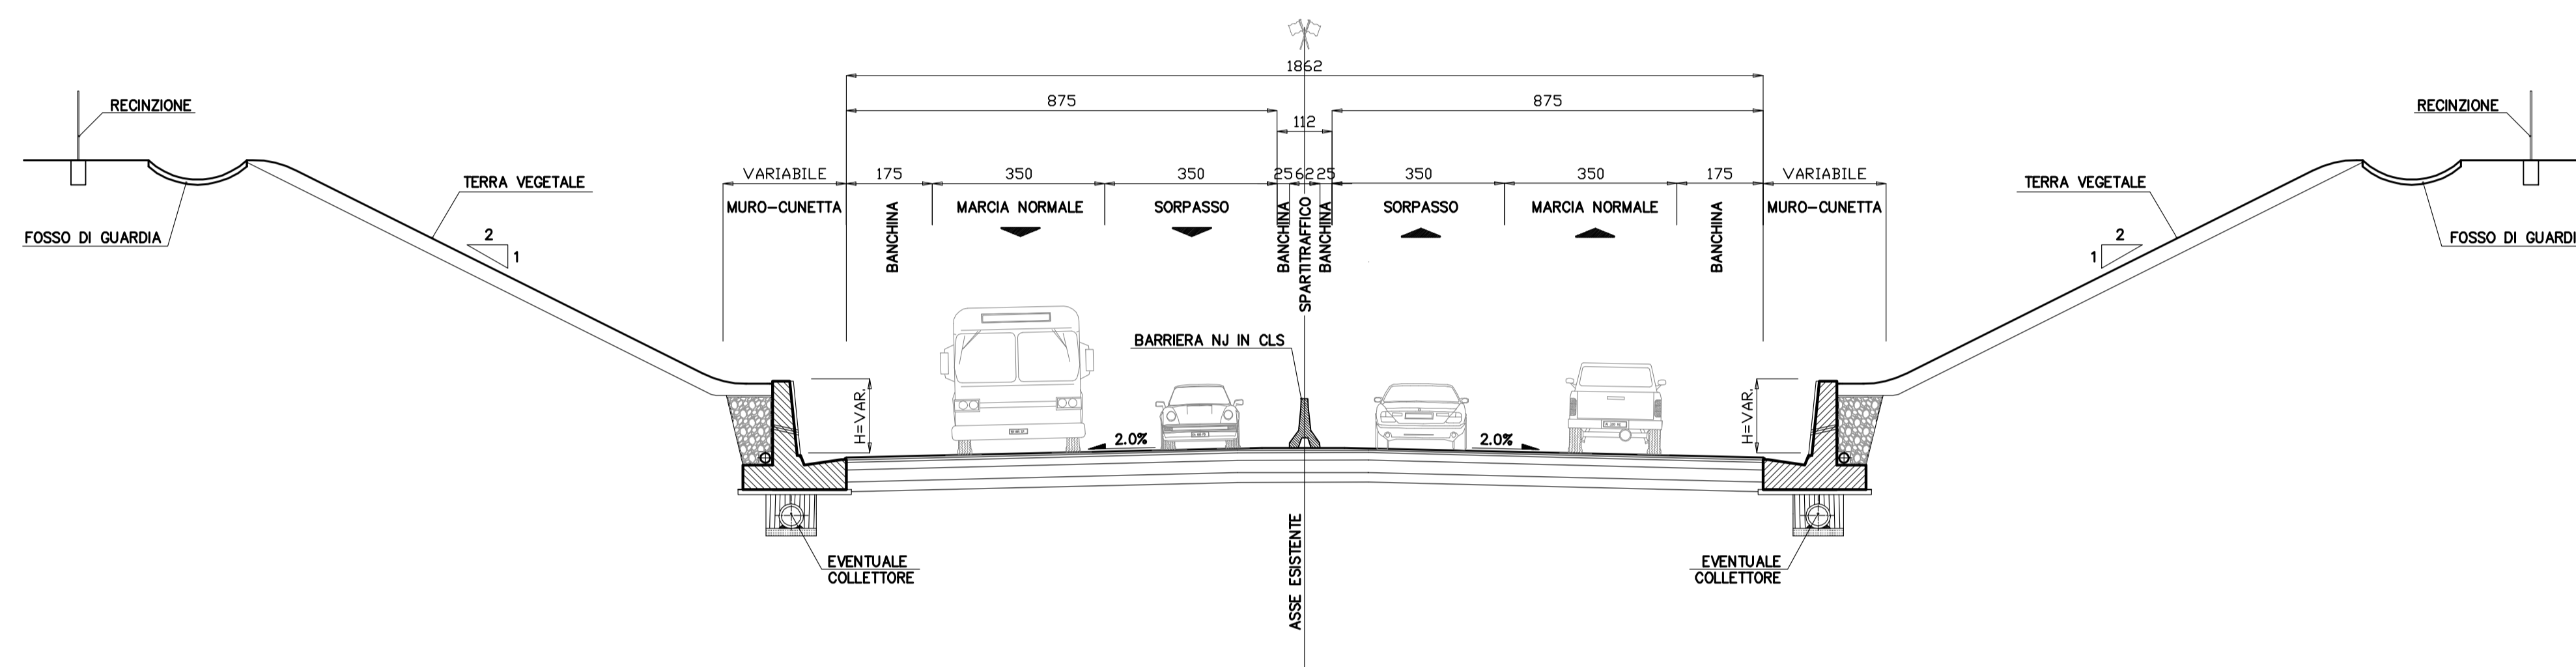 1862
875
875
112
RECINZIONE
RECINZIONE
VARIABILE
175
350
350
25
62
25
350
350
175
VARIABILE
TERRA VEGETALE
TERRA VEGETALE
MURO-CUNETTA
BANCHINA
MARCIA NORMALE
SORPASSO
BANCHINA
SPARTITRAFFICO
BANCHINA
SORPASSO
MARCIA NORMALE
BANCHINA
MURO-CUNETTA
FOSSO DI GUARDIA
FOSSO DI GUARDI
2
1
2
1
BARRIERA NJ IN CLS
H=VAR.
H=VAR.
2.0%
2.0%
ASSE ESISTENTE
EVENTUALE
COLLETTORE
EVENTUALE
COLLETTORE